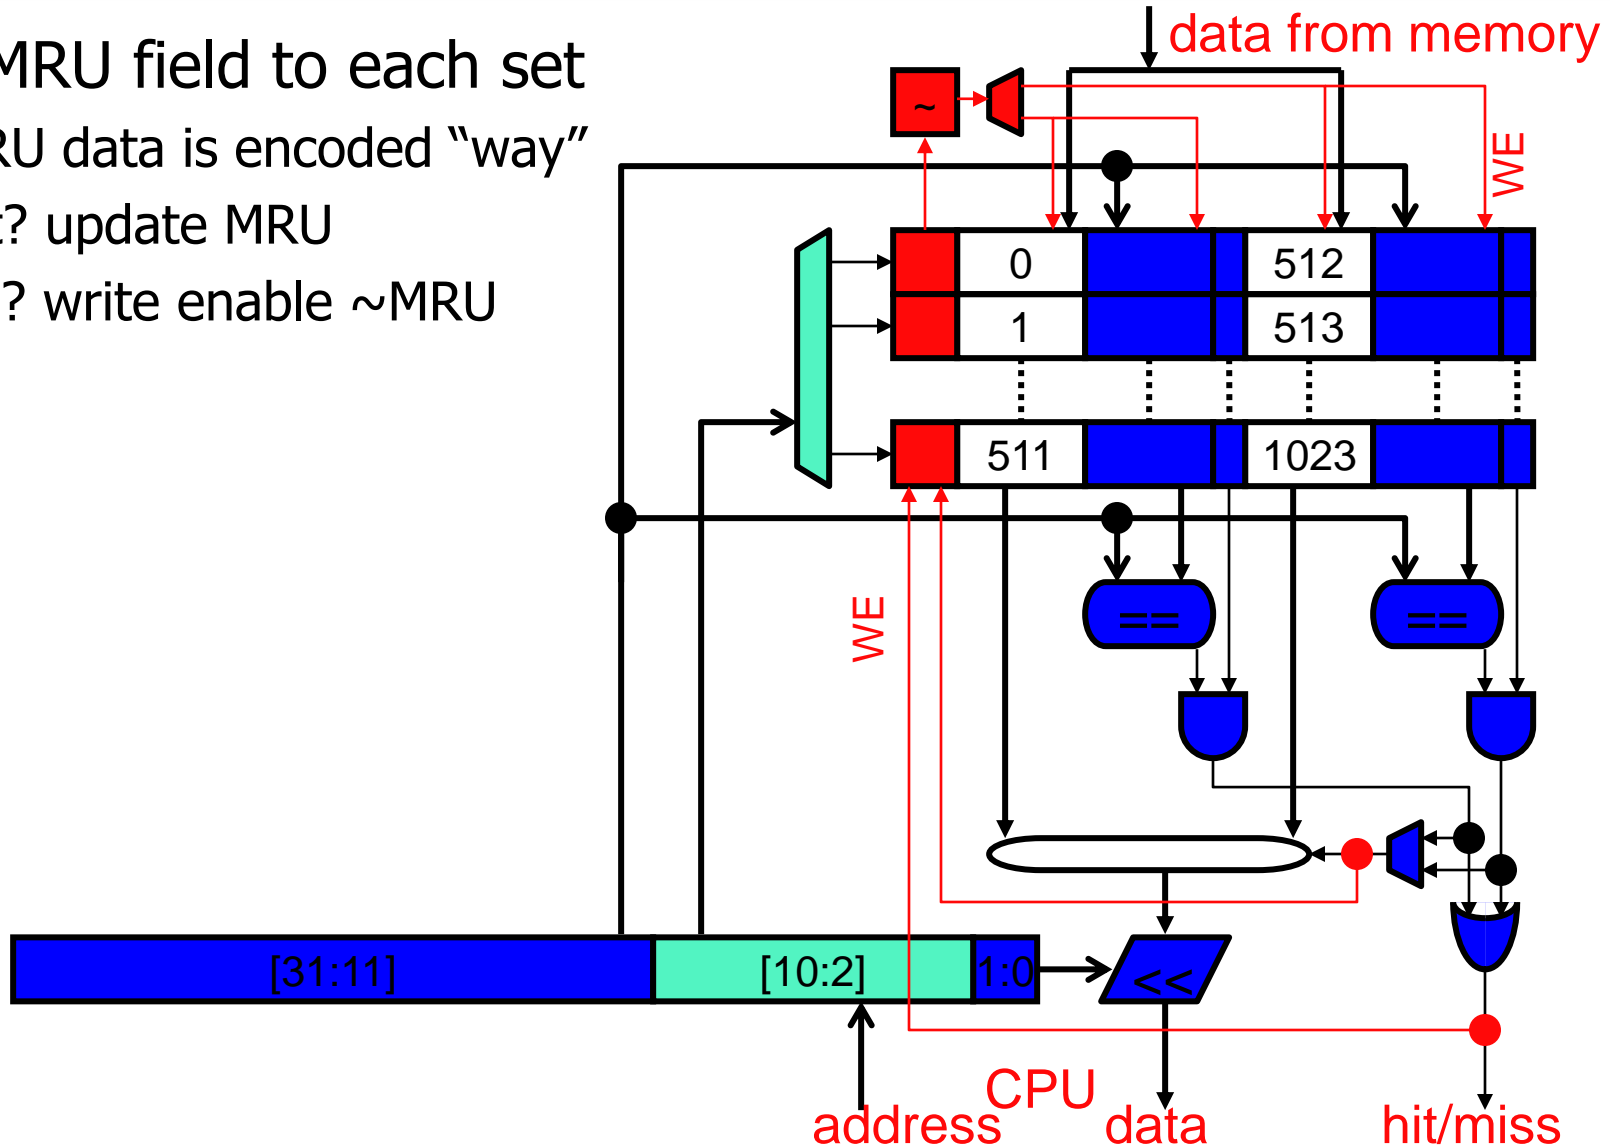 data from memory
MRU field to each set
RU data is encoded “way”
t? update MRU
? write enable ~MRU
~
WE
0
512
1
513
511
1023
==
==
WE
[31:11]
[10:2]
1:0
<<
CPU
address
data
hit/miss